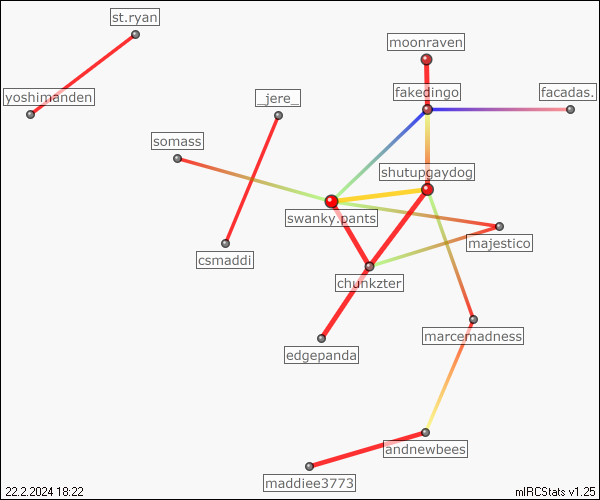 st.ryan
moonraven
yoshimanden
_jere_
fakedingo
facadas.
somass
shutupgaydog
swanky.pants
majestico
csmaddi
chunkzter
marcemadness
edgepanda
andnewbees
maddiee3773
22.2.2024 18:22
mIRCStats v1.25